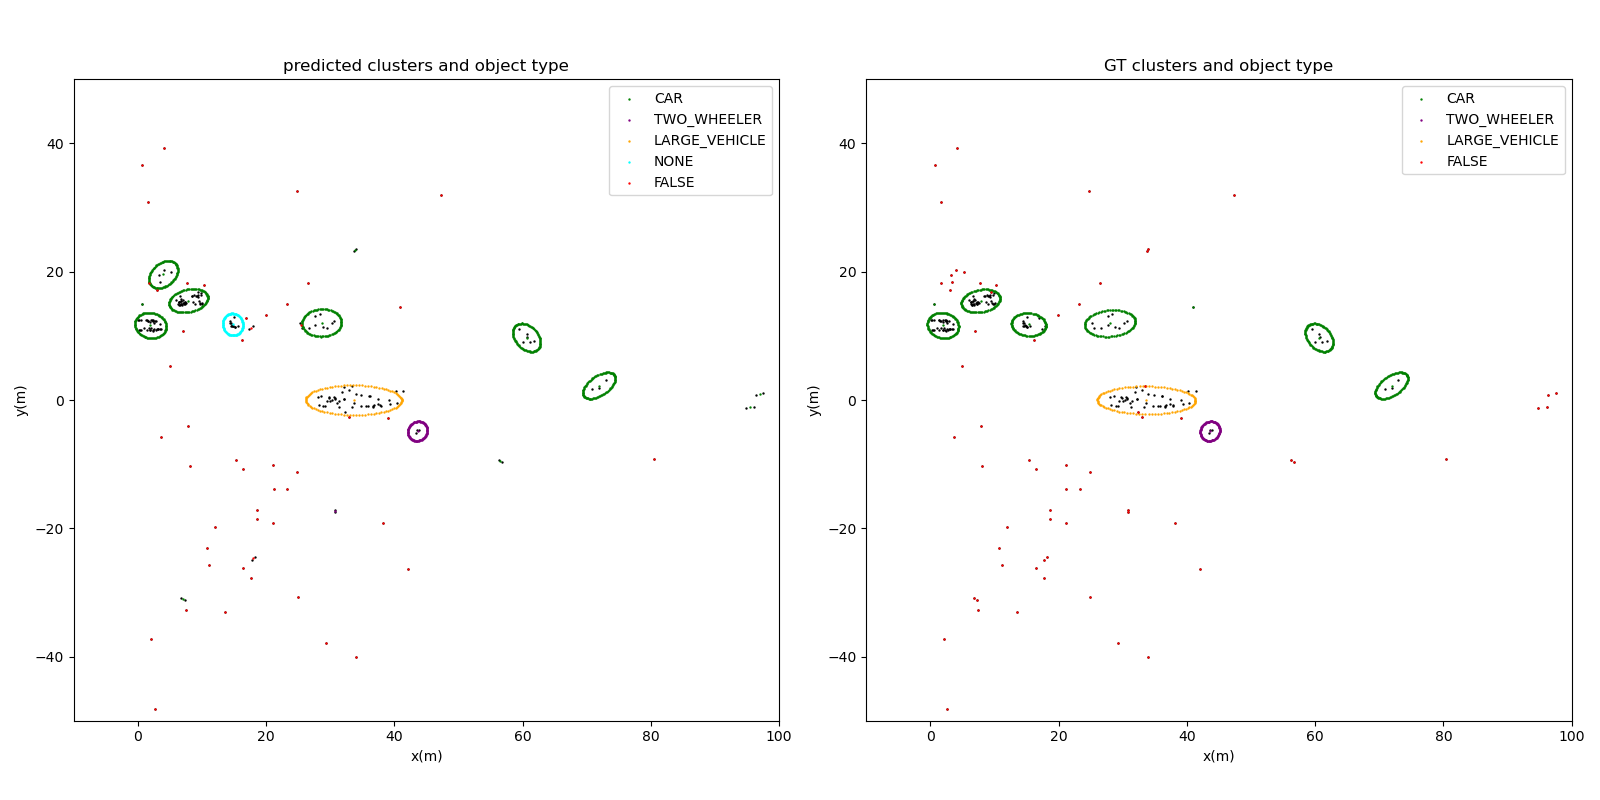 predicted clusters and object type
CAR
TWO_WHEELER
LARGE_VEHICLE
NONE
FALSE
40
20
0
−20
−40
y(m)
0
20
40
60
80
100
x(m)
GT clusters and object type
CAR
TWO_WHEELER
LARGE_VEHICLE
FALSE
40
20
0
−20
−40
y(m)
0
20
40
60
80
100
x(m)